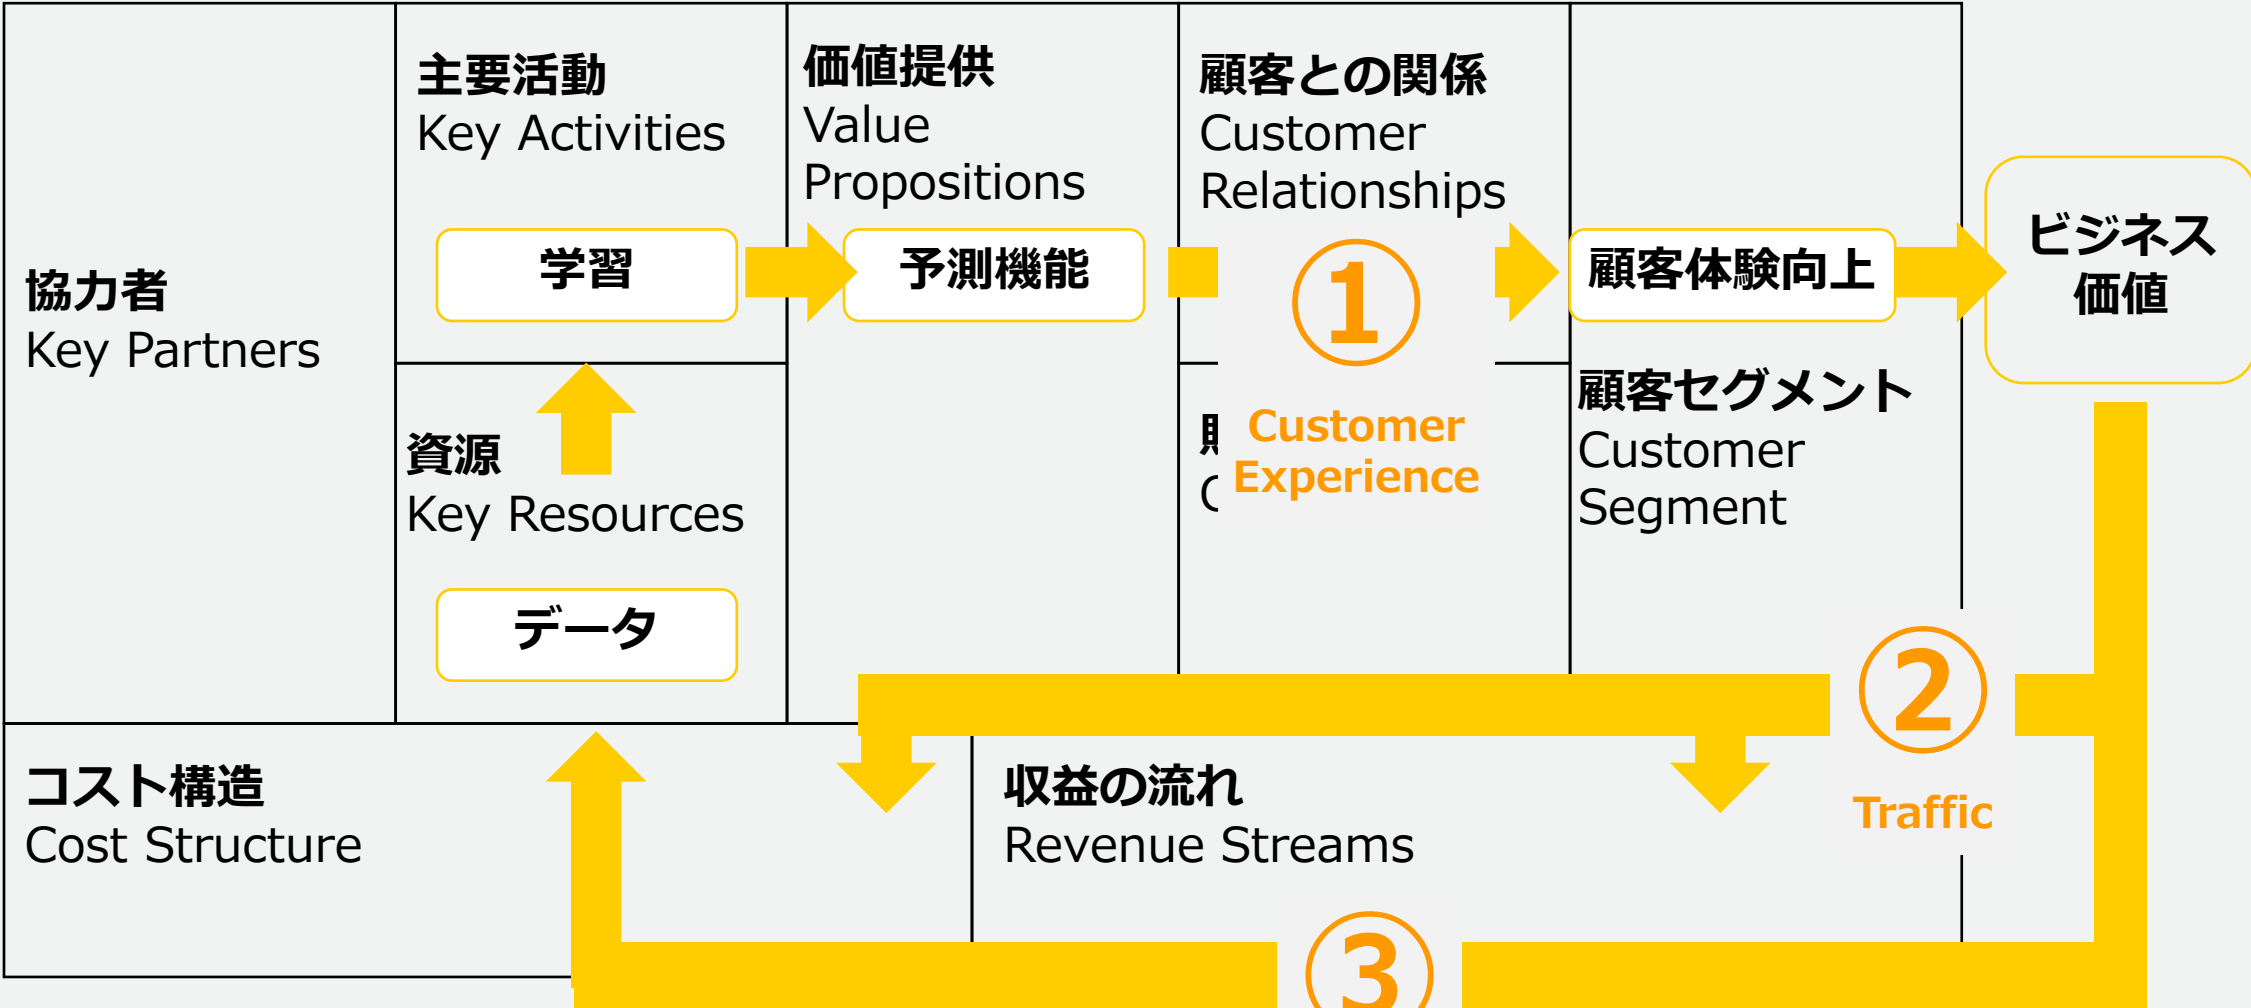 協力者
Key Partners
主要活動
Key Activities
学習
資源
Key Resources
データ
価値提供
Value
Propositions
予測機能
顧客との関係
Customer
Relationships
①
Customer
Experience
顧客体験向上
顧客セグメント
Customer
Segment
ビジネス
価値
②
Traffic
コスト構造
Cost Structure
収益の流れ
Revenue Streams
③